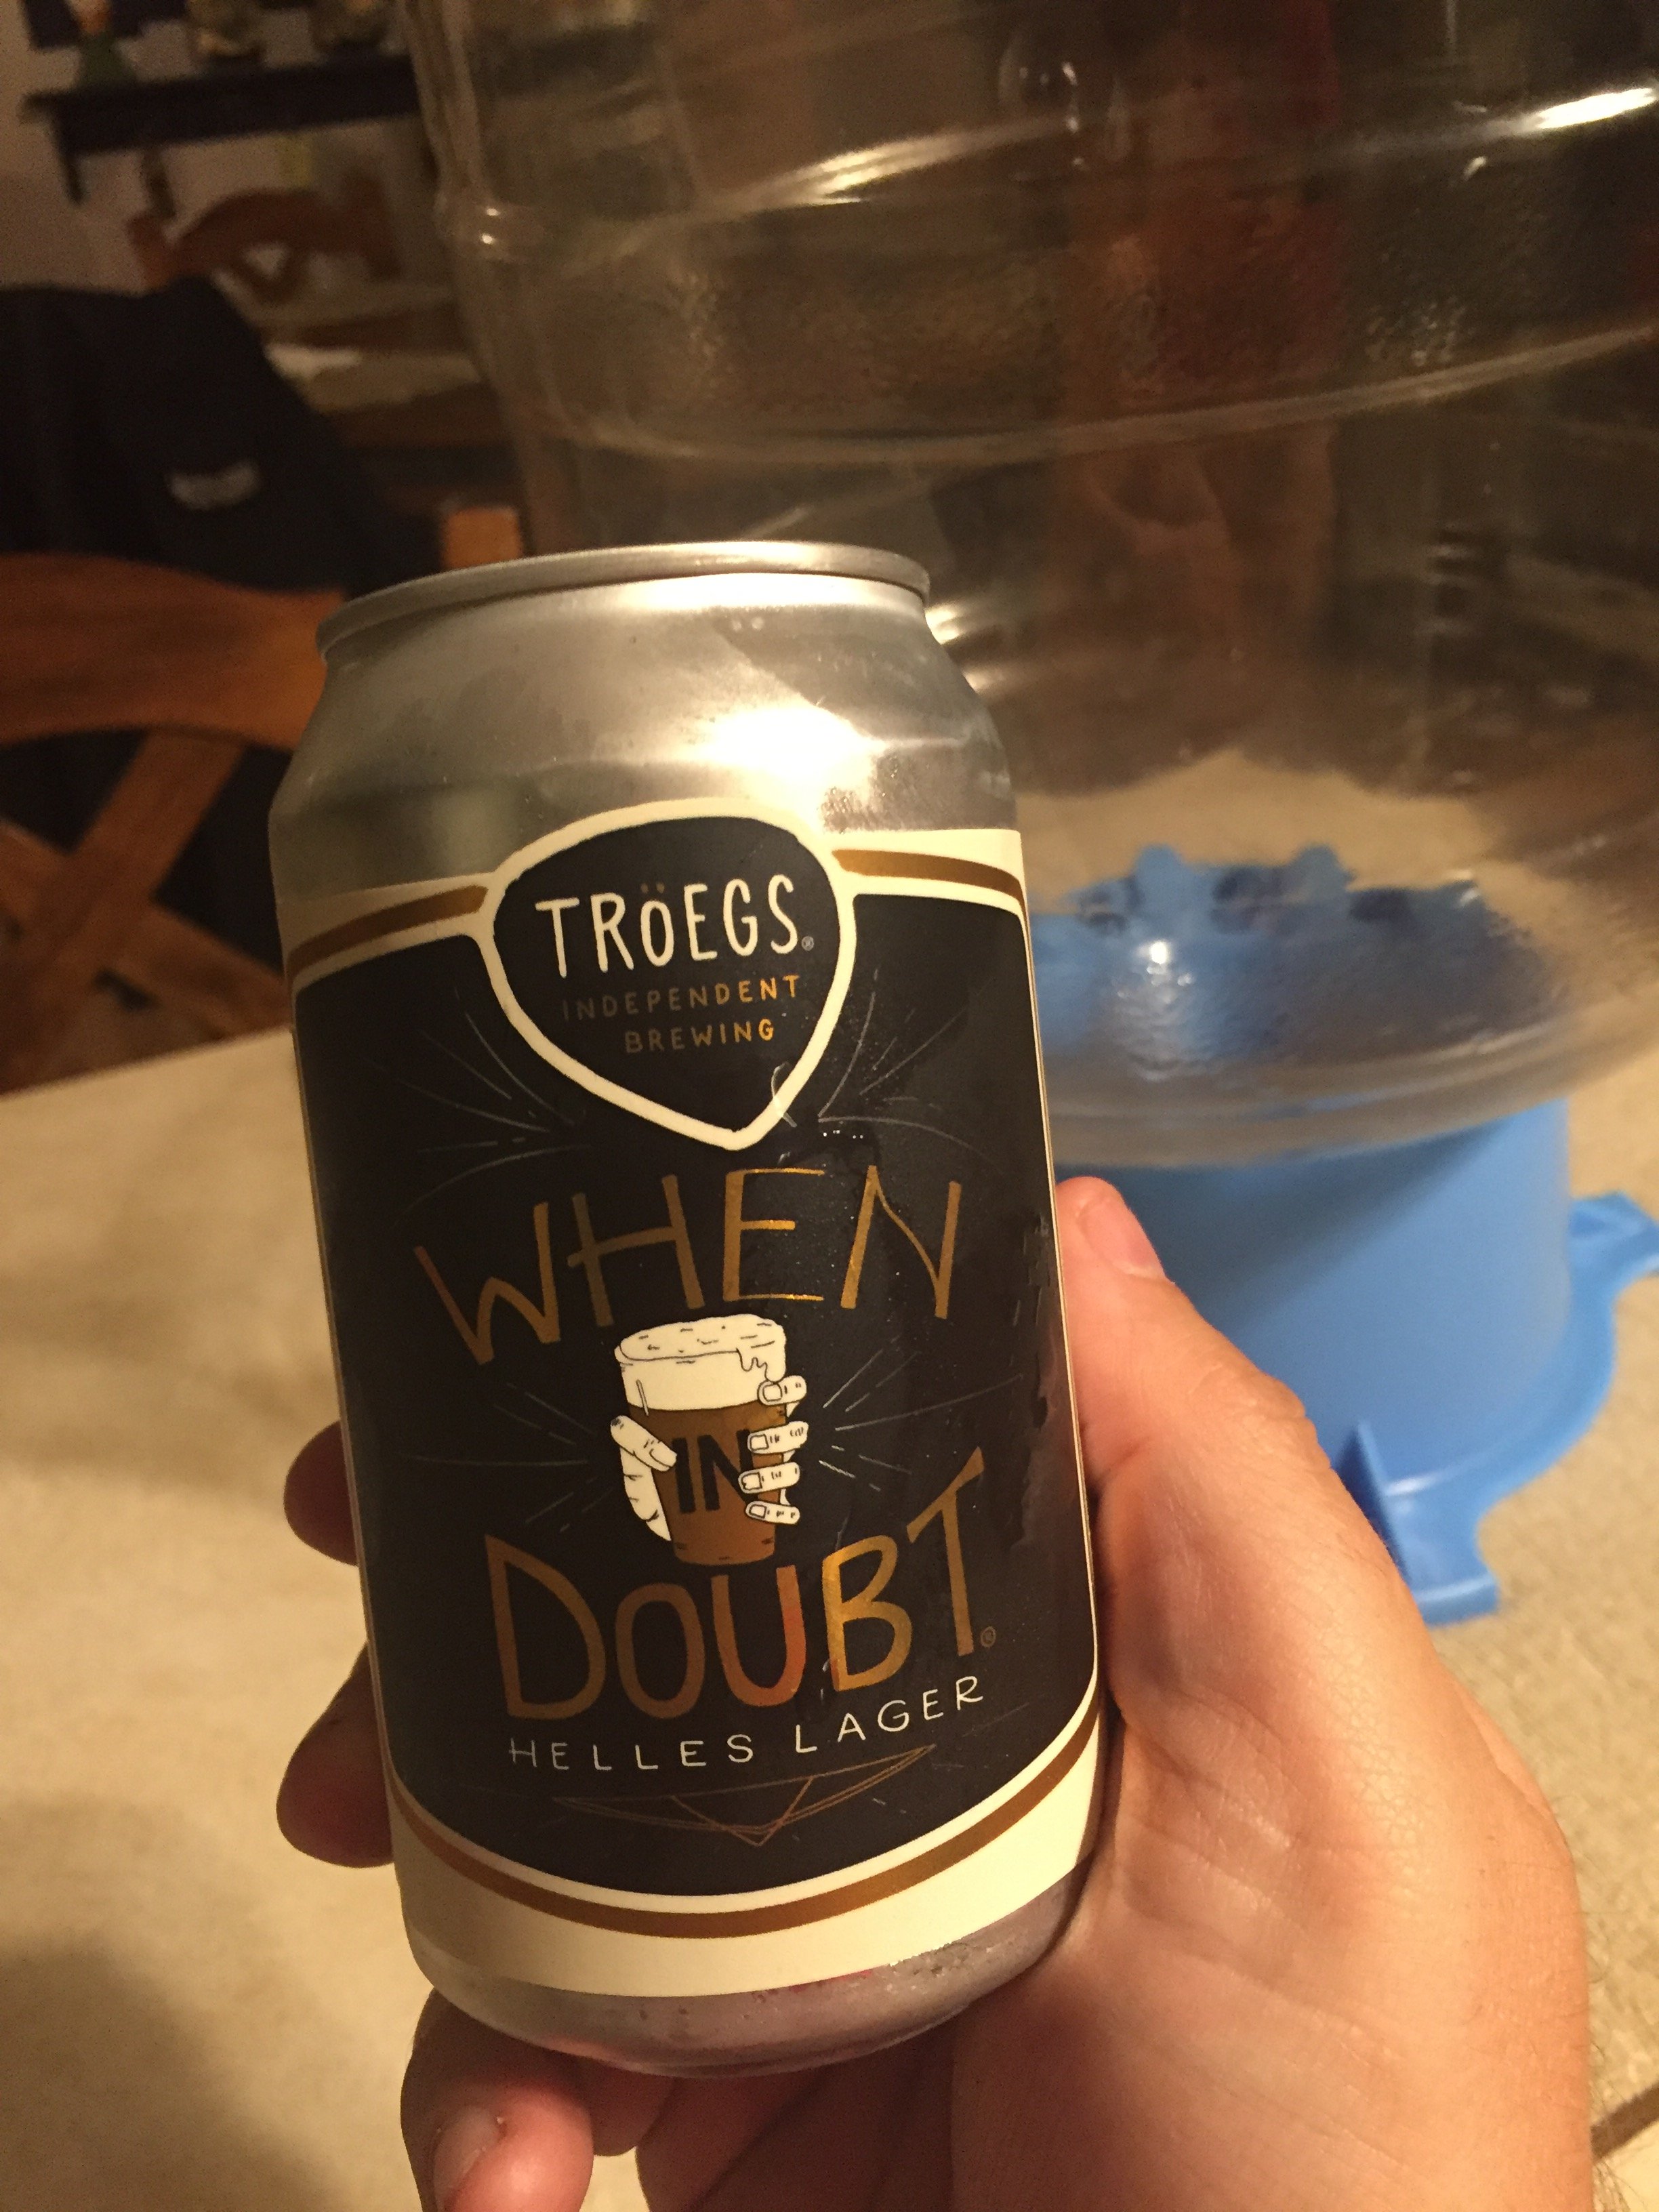 TRÖEGS®
INDEPENDENT
BREWING
WHEN
IN
DOUBT®
HELLES LAGER